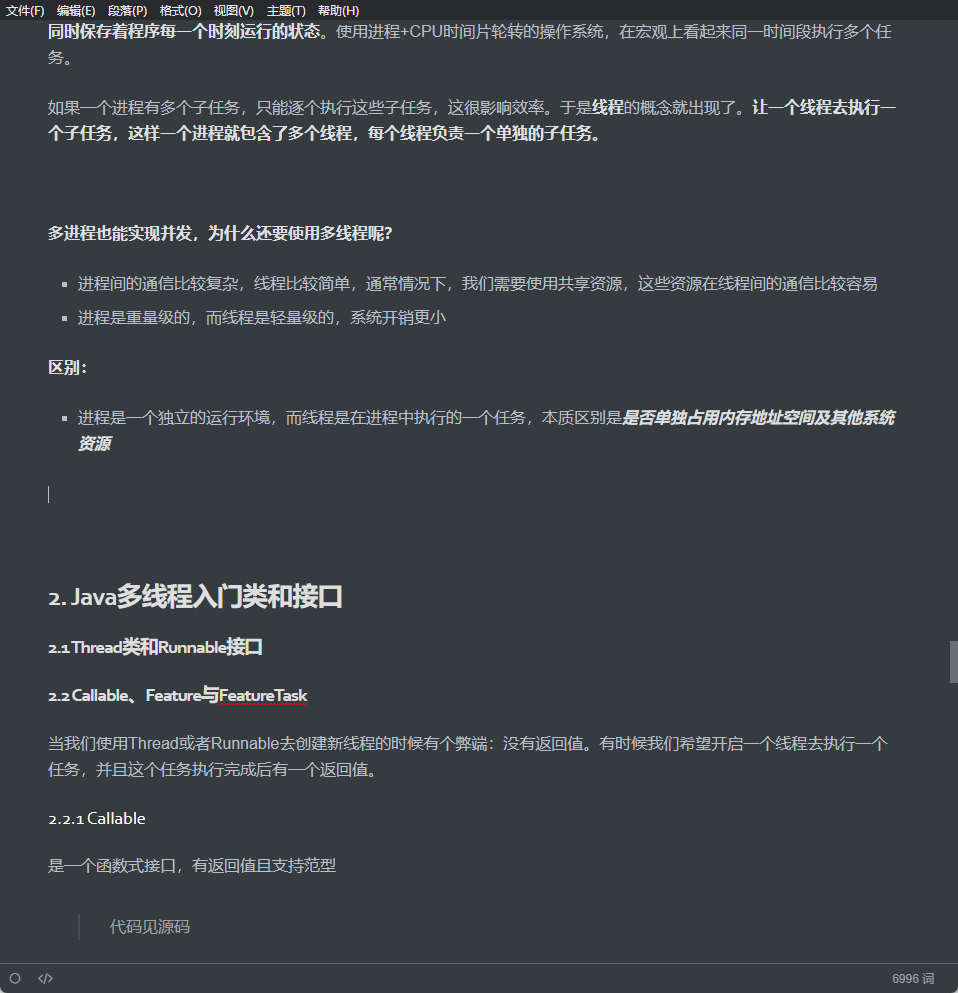 文件(F) 编辑(E) 段落(P) 格式(O) 视图(V) 主题(T) 帮助(H)
同时保存着程序每一个时刻运行的状态。使用进程+CPU时间片轮转的操作系统，在宏观上看起来同一时间段执行多个任
务。
如果一个进程有多个子任务，只能逐个执行这些子任务，这很影响效率。于是线程的概念就出现了。让一个线程去执行一
个子任务，这样一个进程就包含了多个线程，每个线程负责一个单独的子任务。
多进程也能实现并发，为什么还要使用多线程呢？
进程间的通信比较复杂，线程比较简单，通常情况下，我们需要使用共享资源，这些资源在线程间的通信比较容易
进程是重量级的，而线程是轻量级的，系统开销更小
区别：
进程是一个独立的运行环境，而线程是在进程中执行的一个任务，本质区别是是否单独占用内存地址空间及其他系统
资源
2. Java多线程入门类和接口
2.1 Thread类和Runnable接口
2.2 Callable、Feature与FeatureTask
当我们使用Thread或者Runnable去创建新线程的时候有个弊端：没有返回值。有时候我们希望开启一个线程去执行一个
任务，并且这个任务执行完成后有一个返回值。
2.2.1 Callable
是一个函数式接口，有返回值且支持范型
代码见源码
</> 6996 词